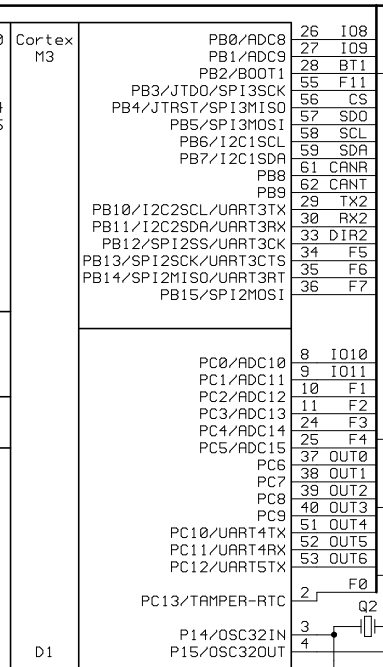 Cortex
M3
PB0/ADC8 26 IO8
PB1/ADC9 27 IO9
PB2/BOOT1 28 BT1
PB3/JTDO/SPI3SCK 55 F11
PB4/JTRST/SPI3MISO 56 CS
PB5/SPI3MOSI 57 SDO
PB6/I2C1SCL 58 SCL
PB7/I2C1SDA 59 SDA
PB8 61 CANR
PB9 62 CANT
PB10/I2C2SCL/UART3TX 29 TX2
PB11/I2C2SDA/UART3RX 30 RX2
PB12/SPI2SS/UART3CK 33 DIR2
PB13/SPI2SCK/UART3CTS 34 F5
PB14/SPI2MISO/UART3RT 35 F6
PB15/SPI2MOSI 36 F7
PC0/ADC10 8 IO10
PC1/ADC11 9 IO11
PC2/ADC12 10 F1
PC3/ADC13 11 F2
PC4/ADC14 24 F3
PC5/ADC15 25 F4
PC6 37 OUT0
PC7 38 OUT1
PC8 39 OUT2
PC9 40 OUT3
PC10/UART4TX 51 OUT4
PC11/UART4RX 52 OUT5
PC12/UART5TX 53 OUT6
PC13/TAMPER-RTC 2 F0
Q2
P14/OSC32IN 3
P15/OSC32OUT 4
D1